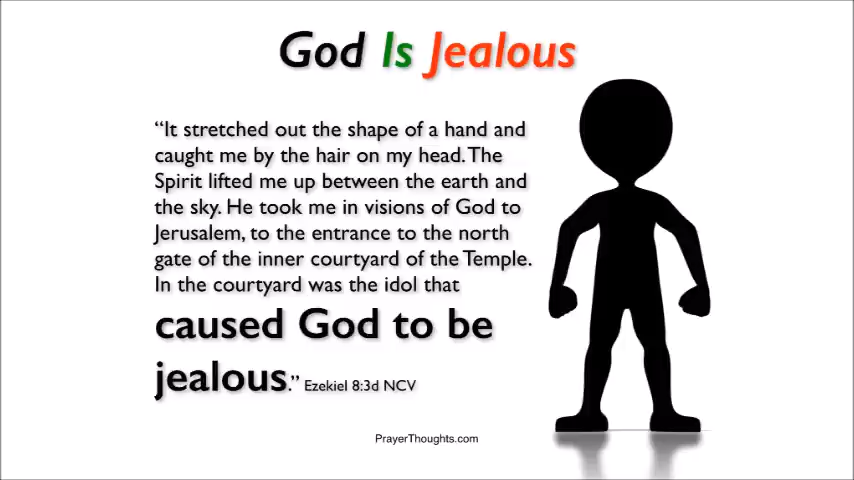 God Is Jealous
“It stretched out the shape of a hand and
caught me by the hair on my head. The
Spirit lifted me up between the earth and
the sky. He took me in visions of God to
Jerusalem, to the entrance to the north
gate of the inner courtyard of the Temple.
In the courtyard was the idol that
caused God to be
jealous.” Ezekiel 8:3d NCV
PrayerThoughts.com